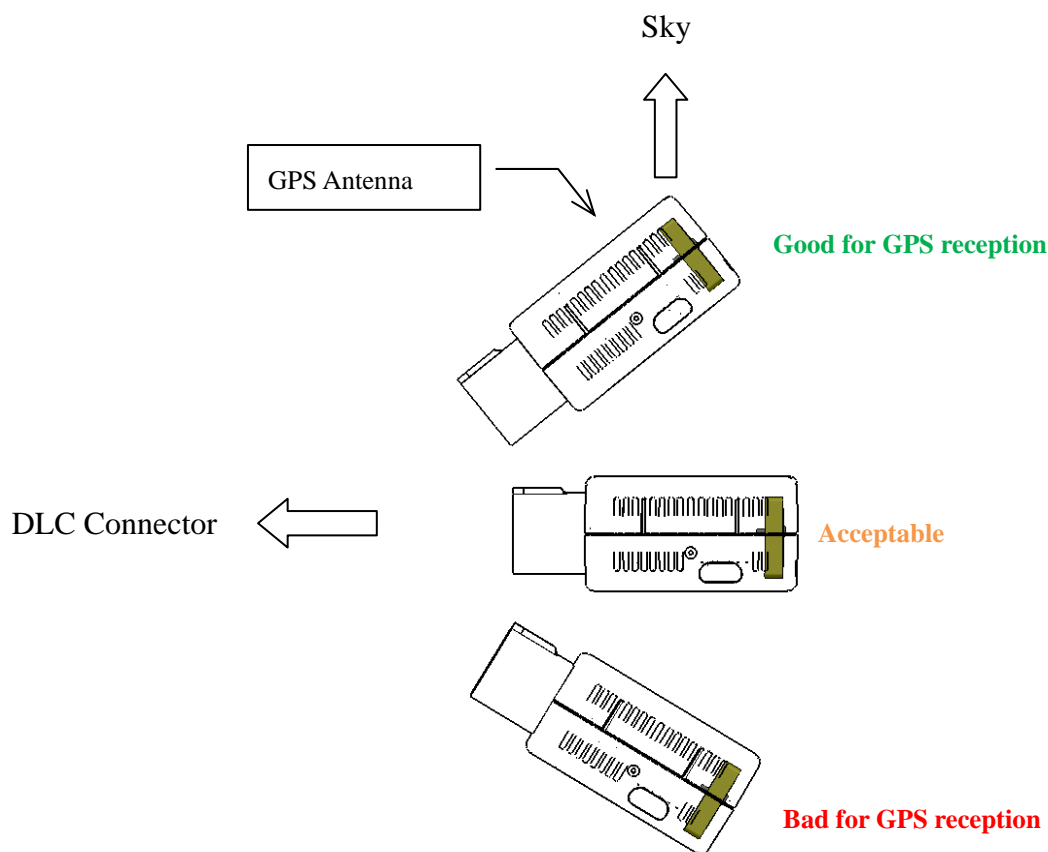 Sky
GPS Antenna
Good for GPS reception
DLC Connector
Acceptable
Bad for GPS reception